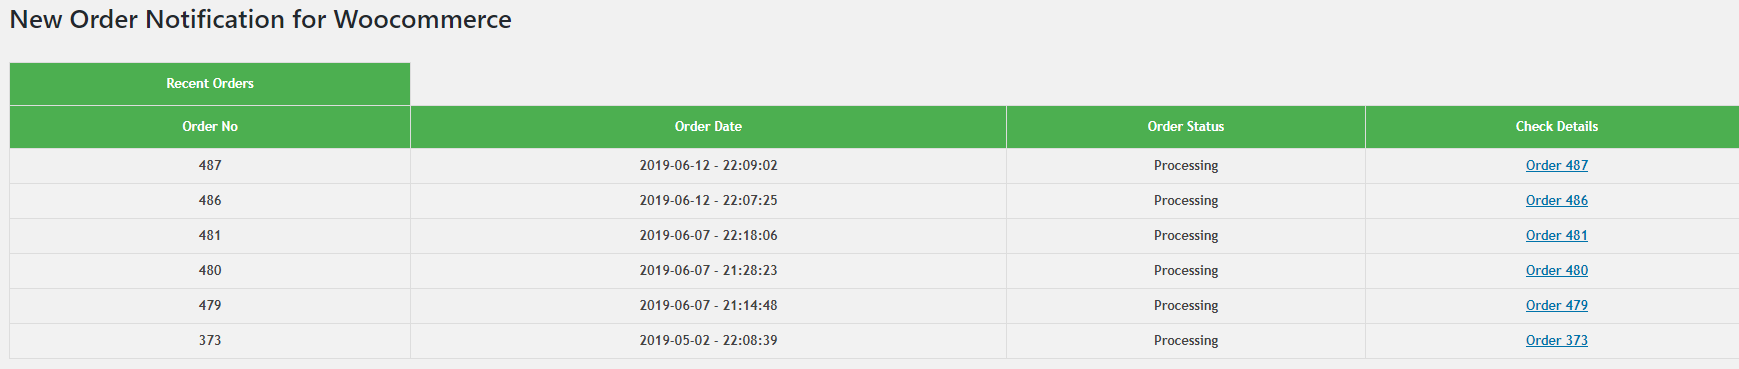 New Order Notification for Woocommerce
Recent Orders
Order No Order Date Order Status Check Details
487 2019-06-12 - 22:09:02 Processing Order 487
486 2019-06-12 - 22:07:25 Processing Order 486
481 2019-06-07 - 22:18:06 Processing Order 481
480 2019-06-07 - 21:28:23 Processing Order 480
479 2019-06-07 - 21:14:48 Processing Order 479
373 2019-05-02 - 22:08:39 Processing Order 373